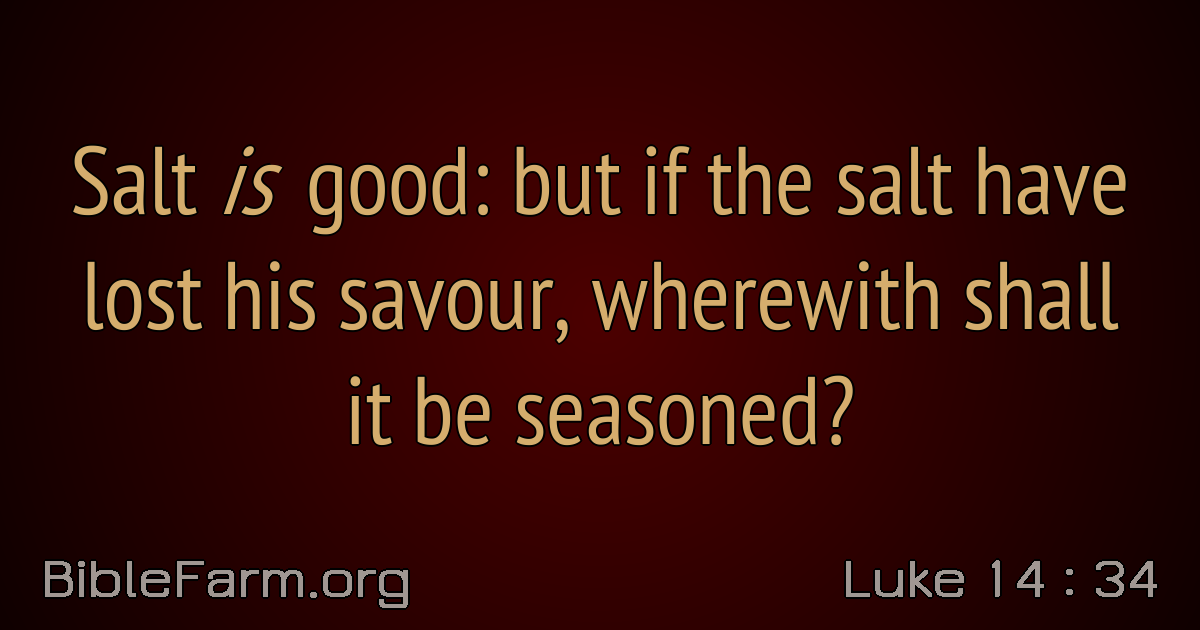 Salt is good: but if the salt have
lost his savour, wherewith shall
it be seasoned?
BibleFarm.org
Luke 14 : 34